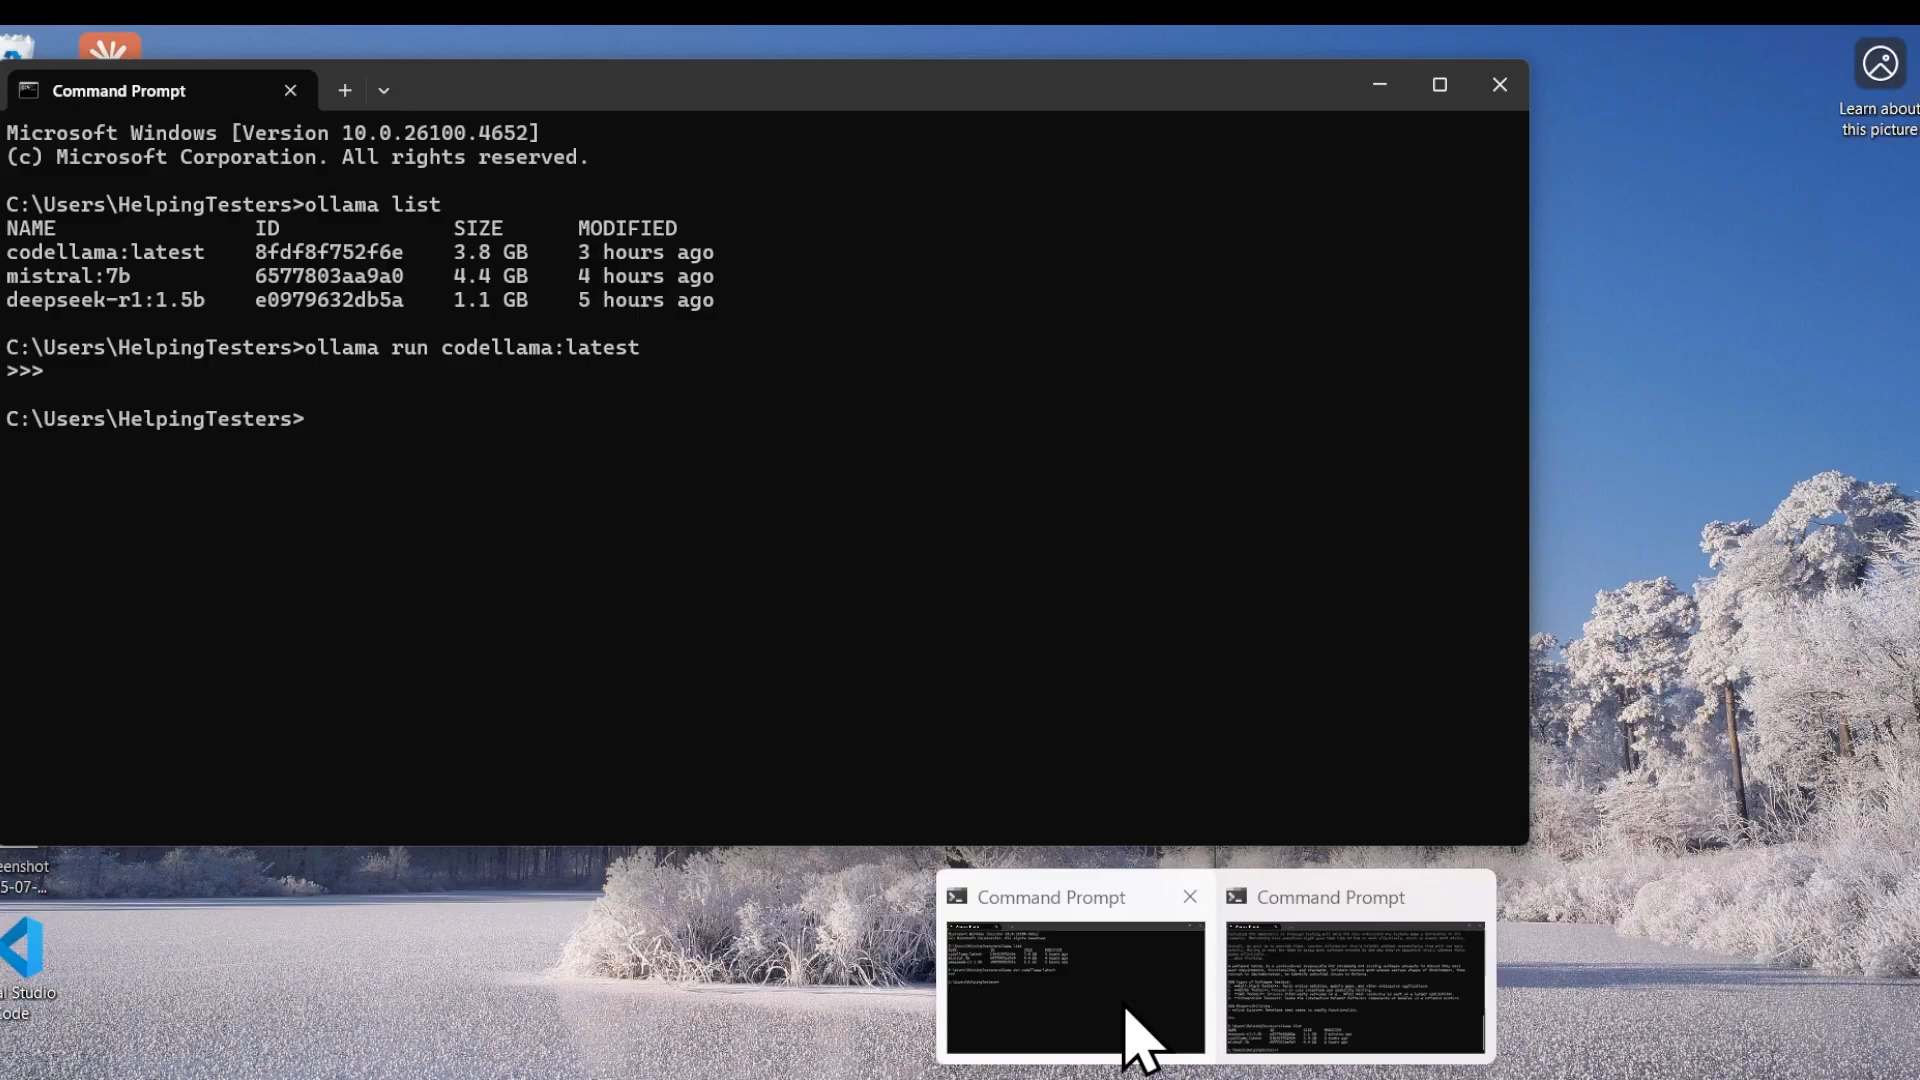 Command Prompt
Microsoft Windows [Version 10.0.26100.4652]
(c) Microsoft Corporation. All rights reserved.
C:\Users\HelpingTesters>ollama list
NAME ID SIZE MODIFIED
codellama:latest 8fdf8f752f6e 3.8 GB 3 hours ago
mistral:7b 6577803aa9a0 4.4 GB 4 hours ago
deepseek-r1:1.5b e0979632db5a 1.1 GB 5 hours ago
C:\Users\HelpingTesters>ollama run codellama:latest
>>>
C:\Users\HelpingTesters>
Learn about
this picture
eenshot
5-07-...
al Studio
ode
Command Prompt
Command Prompt